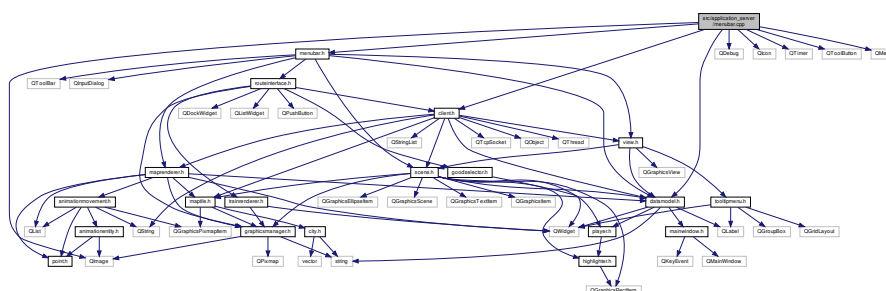 src/application_server
/menubar.cpp
menubar.h
QDebug
QIcon
QTimer
QToolButton
QMe
QToolBar
QInputDialog
routeinterface.h
QDockWidget
QListWidget
QPushButton
client.h
QStringList
QTcpSocket
QObject
QThread
view.h
maprenderer.h
scene.h
goodselector.h
QGraphicsView
animationmovement.h
maptile.h
trainrenderer.h
QGraphicsEllipseItem
QGraphicsScene
QGraphicsTextItem
QGraphicsItem
datamodel.h
tooltipmenu.h
QList
animationentity.h
QString
QGraphicsPixmapItem
graphicsmanager.h
city.h
QWidget
player.h
mainwindow.h
QLabel
QGroupBox
QGridLayout
point.h
QImage
QPixmap
vector
string
highlighter.h
QKeyEvent
QMainWindow
QGraphicsRectItem